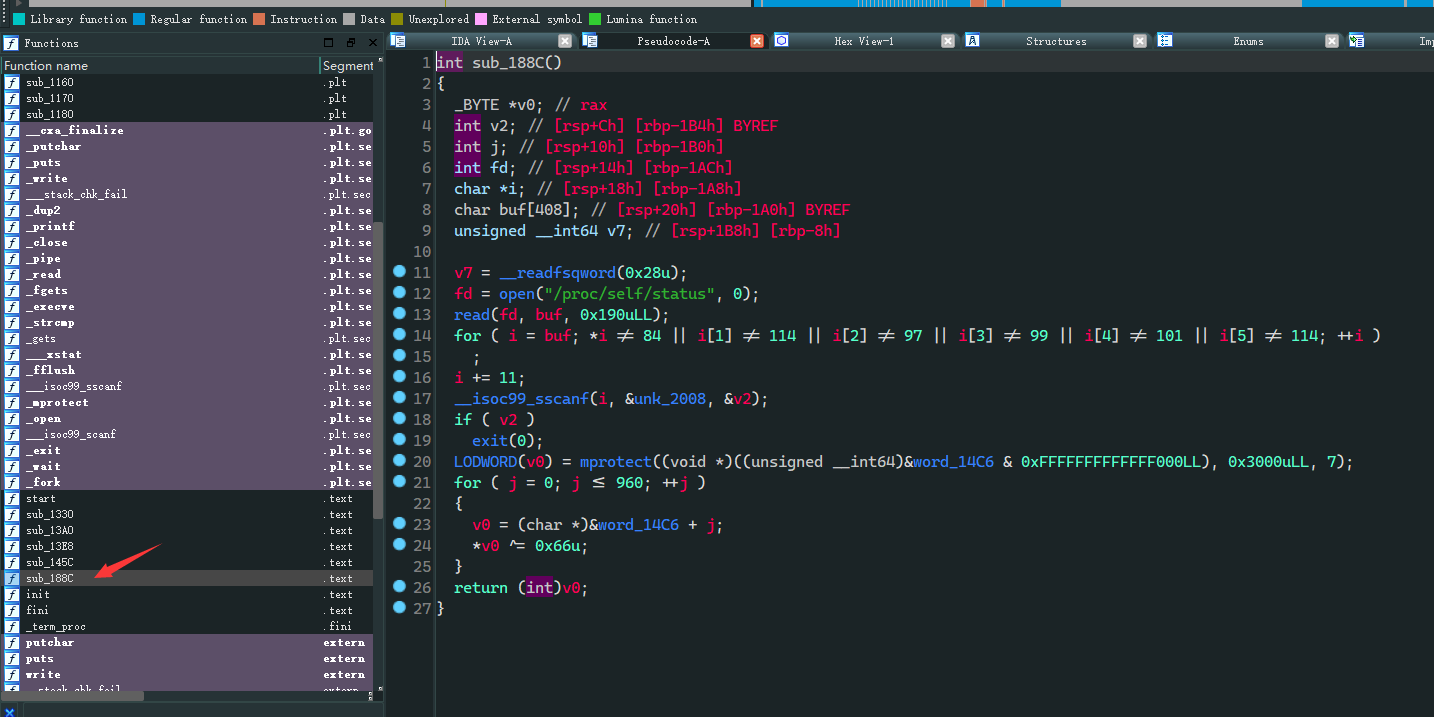 Library function Regular function Instruction Data Unexplored External symbol Lumina function
Functions
IDA View-A Pseudocode-A Hex View-1 Structures Enums
Function name Segment
sub_1160 .plt
sub_1170 .plt
sub_1180 .plt
__cxa_finalize .plt.go
_putchar .plt.se
_puts .plt.se
_write .plt.se
___stack_chk_fail .plt.sec
_dup2 .plt.se
_printf .plt.se
_close .plt.se
_pipe .plt.se
_read .plt.se
_fgets .plt.se
_execve .plt.se
_strcmp .plt.se
_gets .plt.sec
___xstat .plt.se
_fflush .plt.se
___isoc99_sscanf .plt.sec
_mprotect .plt.se
_open .plt.se
___isoc99_scanf .plt.sec
_exit .plt.se
_wait .plt.se
_fork .plt.se
start .text
sub_1330 .text
sub_13A0 .text
sub_13E8 .text
sub_145C .text
sub_188C .text
init .text
fini .text
_term_proc .fini
putchar extern
puts extern
write extern
__stack_chk_fail extern
1 int sub_188C()
2 {
3 _BYTE *v0; // rax
4 int v2; // [rsp+Ch] [rbp-1B4h] BYREF
5 int j; // [rsp+10h] [rbp-1B0h]
6 int fd; // [rsp+14h] [rbp-1ACh]
7 char *i; // [rsp+18h] [rbp-1A8h]
8 char buf[408]; // [rsp+20h] [rbp-1A0h] BYREF
9 unsigned __int64 v7; // [rsp+1B8h] [rbp-8h]
10
11 v7 = __readfsqword(0x28u);
12 fd = open("/proc/self/status", 0);
13 read(fd, buf, 0x190uLL);
14 for ( i = buf; *i ≠ 84 || i[1] ≠ 114 || i[2] ≠ 97 || i[3] ≠ 99 || i[4] ≠ 101 || i[5] ≠ 114; ++i )
15 ;
16 i += 11;
17 __isoc99_sscanf(i, &unk_2008, &v2);
18 if ( v2 )
19 exit(0);
20 LODWORD(v0) = mprotect((void *)((unsigned __int64)&word_14C6 & 0xFFFFFFFFFFFFF000LL), 0x3000uLL, 7);
21 for ( j = 0; j ≤ 960; ++j )
22 {
23 v0 = (char *)&word_14C6 + j;
24 *v0 ^= 0x66u;
25 }
26 return (int)v0;
27 }